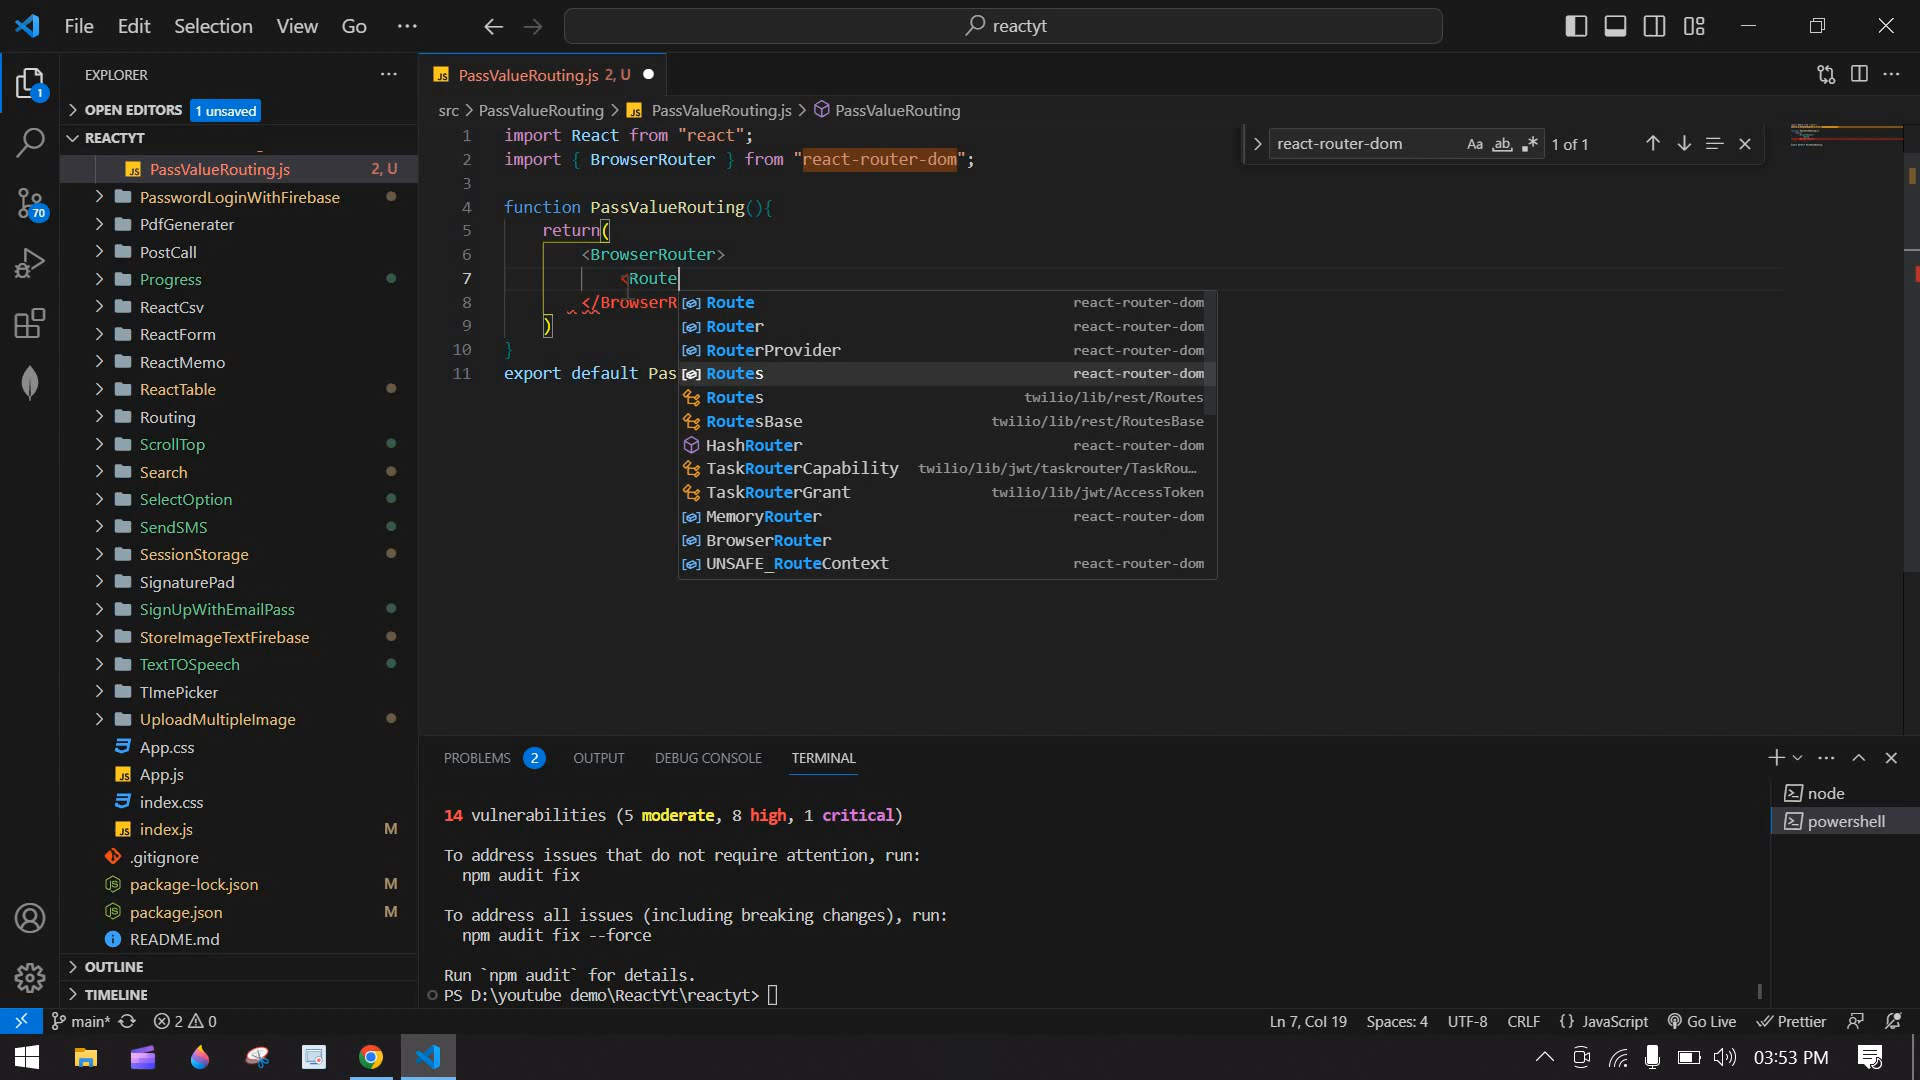 File Edit Selection View Go ···
reactyt
EXPLORER
OPEN EDITORS 1 unsaved
REACTYT
PassValueRouting.js 2, U
PasswordLoginWithFirebase
PdfGenerater
PostCall
Progress
ReactCsv
ReactForm
ReactMemo
ReactTable
Routing
ScrollTop
Search
SelectOption
SendSMS
SessionStorage
SignaturePad
SignUpWithEmailPass
StoreImageTextFirebase
TextTOSpeech
TImePicker
UploadMultipleImage
App.css
App.js
index.css
index.js M
.gitignore
package-lock.json M
package.json M
README.md
OUTLINE
TIMELINE
1
70
PassValueRouting.js 2, U
src > PassValueRouting > PassValueRouting.js > PassValueRouting
react-router-dom Aa ab 1 of 1
1 import React from "react";
2 import { BrowserRouter } from "react-router-dom";
3
4 function PassValueRouting(){
5 return(
6 <BrowserRouter>
7 <Route
8 </BrowserR
9 )
10 }
11 export default Pas
Route react-router-dom
Router react-router-dom
RouterProvider react-router-dom
Routes react-router-dom
Routes twilio/lib/rest/Routes
RoutesBase twilio/lib/rest/RoutesBase
HashRouter react-router-dom
TaskRouterCapability twilio/lib/jwt/taskrouter/TaskRou…
TaskRouterGrant twilio/lib/jwt/AccessToken
MemoryRouter react-router-dom
BrowserRouter
UNSAFE_RouteContext react-router-dom
PROBLEMS 2 OUTPUT DEBUG CONSOLE TERMINAL
14 vulnerabilities (5 moderate, 8 high, 1 critical)
To address issues that do not require attention, run:
npm audit fix
To address all issues (including breaking changes), run:
npm audit fix --force
Run `npm audit` for details.
PS D:\youtube demo\ReactYt\reactyt>
node
powershell
main* 2 0 Ln 7, Col 19 Spaces: 4 UTF-8 CRLF {} JavaScript Go Live Prettier
03:53 PM